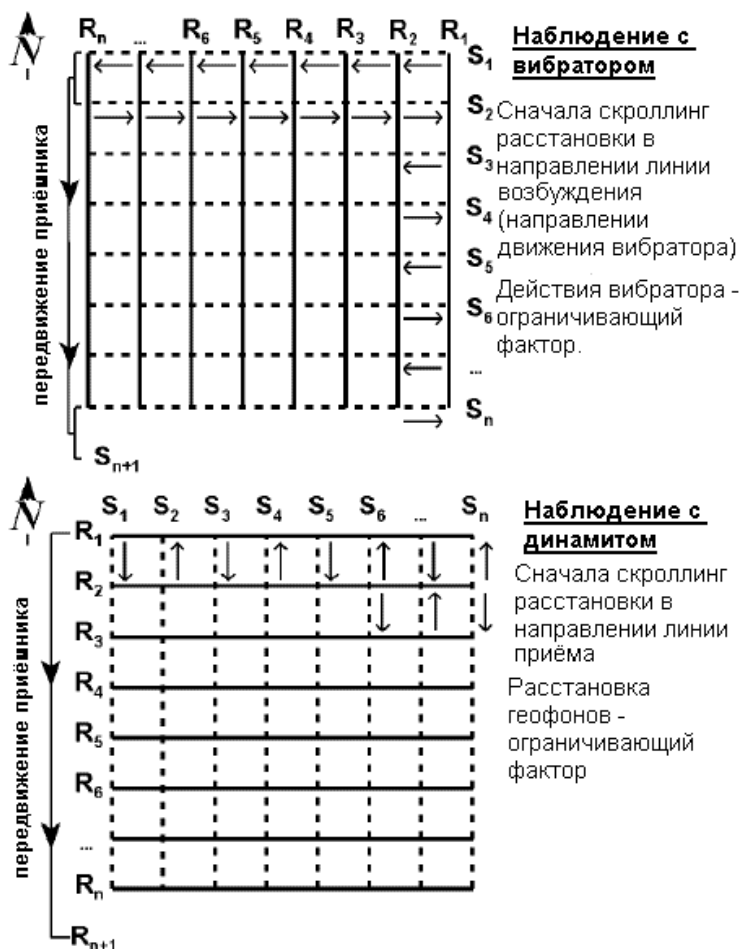 N
Rn ... R6 R5 R4 R3 R2 R1
S1
S2
S3
S4
S5
S6
...
Sn
Sn+1
передвижение приёмника
Наблюдение с
вибратором
Сначала скроллинг
расстановки в
направлении линии
возбуждения
(направлении
движения вибратора)
Действия вибратора -
ограничивающий
фактор.
N
S1 S2 S3 S4 S5 S6 ... Sn
R1
R2
R3
R4
R5
R6
...
Rn
Rn+1
передвижение приёмника
Наблюдение с
динамитом
Сначала скроллинг
расстановки в
направлении линии
приёма
Расстановка
геофонов -
ограничивающий
фактор